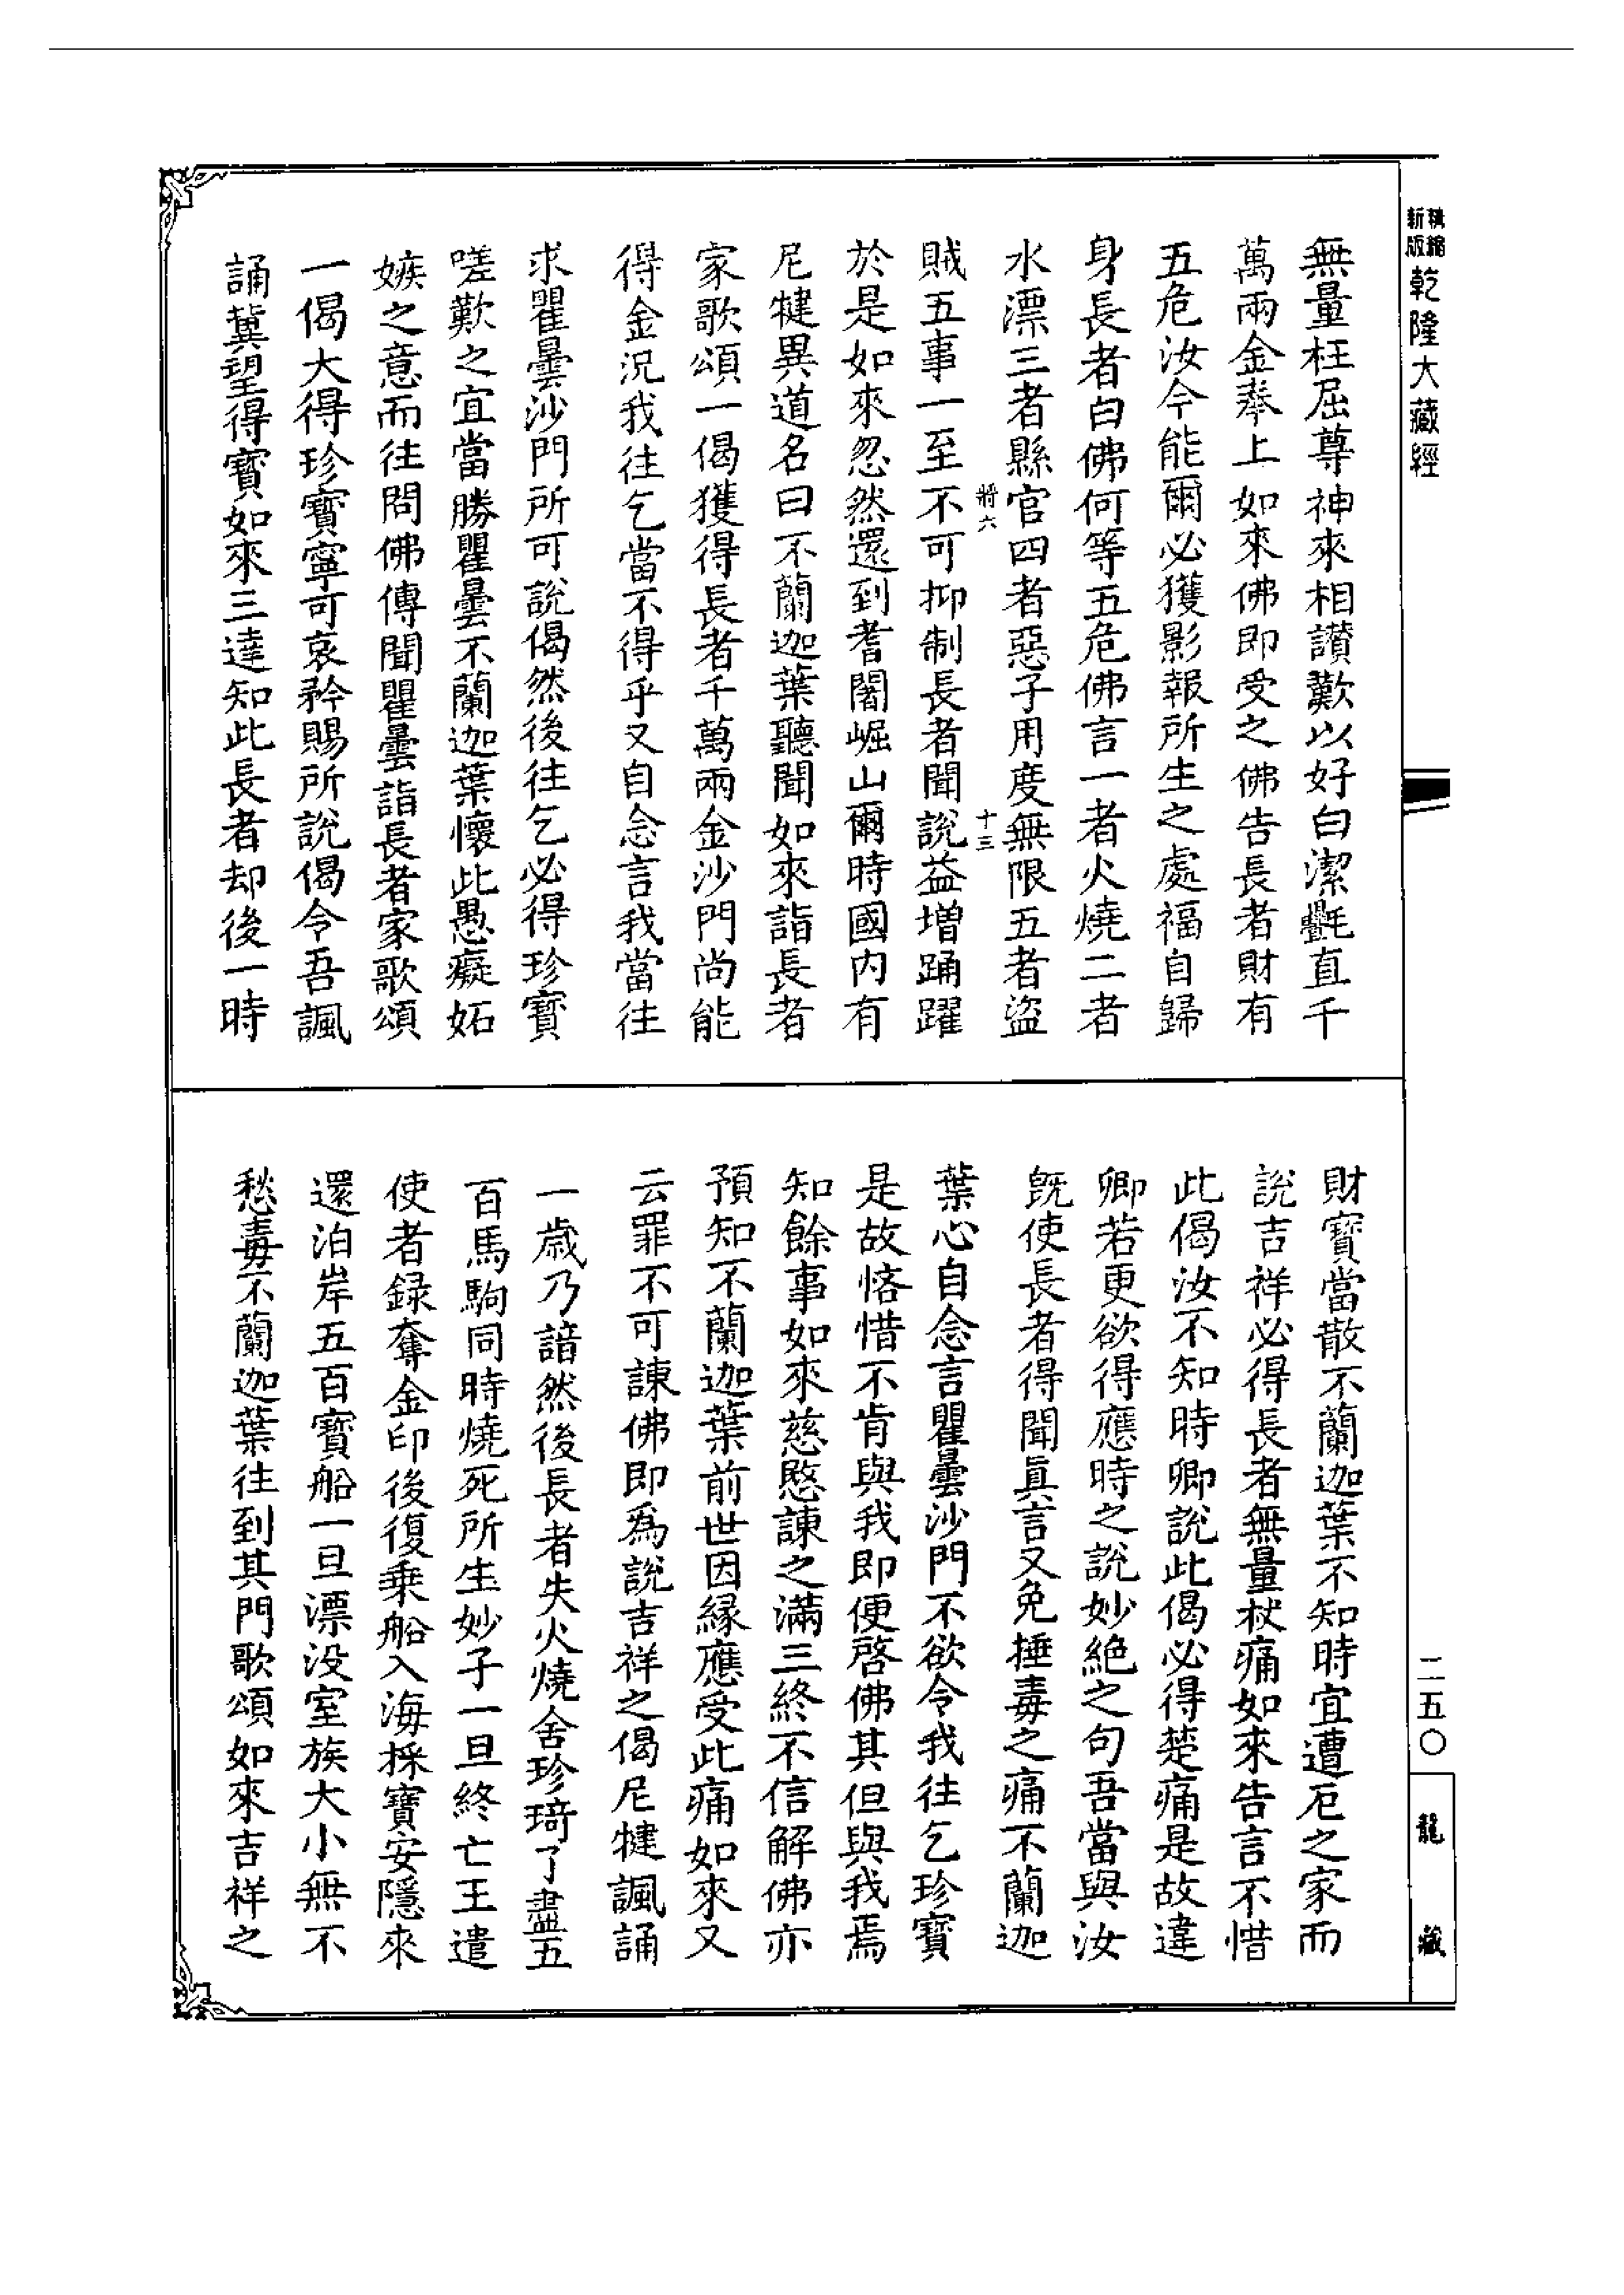 新縮輯版
乾隆大藏經
無量枉屈尊神來相讚歎以好白潔㲲直千
萬兩金奉上如來佛即受之佛告長者財有
五危汝今能爾必獲影報所生之處福自歸
身長者白佛何等五危佛言一者火燒二者
水漂三者縣官四者惡子用度無限五者盜
將六
十三
賊五事一至不可抑制長者聞說益增踊躍
於是如來忽然還到耆闍崛山爾時國內有
尼犍異道名曰不蘭迦葉聽聞如來詣長者
家歌頌一偈獲得長者千萬兩金沙門尚能
得金況我往乞當不得乎又自念言我當往
求瞿曇沙門所可說偈然後往乞必得珍寶
嗟歎之宜當勝瞿曇不蘭迦葉懷此愚癡妬
嫉之意而往問佛傳聞瞿曇詣長者家歌頌
一偈大得珍寶寧可哀矜賜所說偈令吾諷
誦冀望得寶如來三達知此長者却後一時
財寶當散不蘭迦葉不知時宜遭厄之家而
說吉祥必得長者無量杖痛如來告言不惜
此偈汝不知時卿說此偈必得楚痛是故違
卿若更欲得應時之說妙絶之句吾當與汝
旣使長者得聞眞言又免捶毒之痛不蘭迦
葉心自念言瞿曇沙門不欲令我往乞珍寶
是故悋惜不肯與我即便啓佛其但與我焉
知餘事如來慈愍諫之滿三終不信解佛亦
預知不蘭迦葉前世因緣應受此痛如來又
云罪不可諫佛即爲說吉祥之偈尼犍諷誦
一歲乃諳然後長者失火燒舍珍琦了盡五
百馬駒同時燒死所生妙子一旦終亡王遣
使者録奪金印後復乗船入海採寶安隱來
還泊岸五百寶船一旦漂没室族大小無不
愁毒不蘭迦葉往到其門歌頌如來吉祥之
二五〇
龍藏